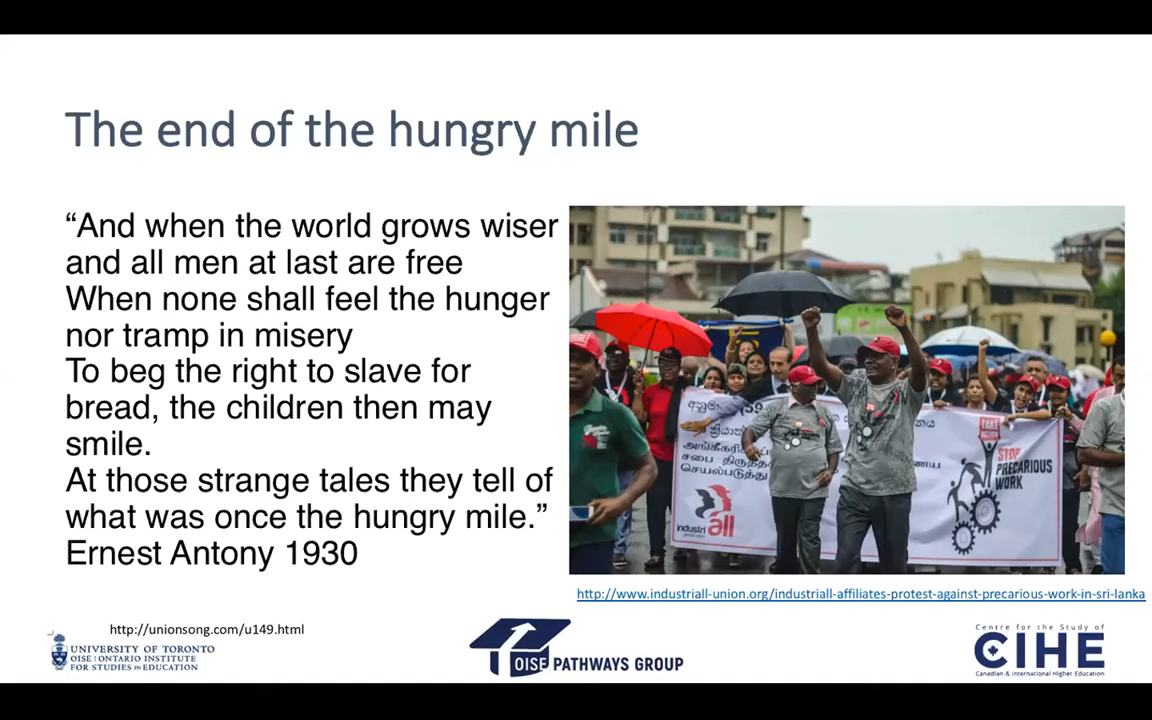 The end of the hungry mile
“And when the world grows wiser
and all men at last are free
When none shall feel the hunger
nor tramp in misery
To beg the right to slave for
bread, the children then may
smile.
At those strange tales they tell of
what was once the hungry mile.”
Ernest Antony 1930
TAKE
ACTION
STOP
PRECARIOUS
WORK
industri
all
http://www.industriall-union.org/industriall-affiliates-protest-against-precarious-work-in-sri-lanka
http://unionsong.com/u149.html
UNIVERSITY OF TORONTO
OISE | ONTARIO INSTITUTE
FOR STUDIES IN EDUCATION
OISE PATHWAYS GROUP
Centre for the Study of
CIHE
Canadian & International Higher Education